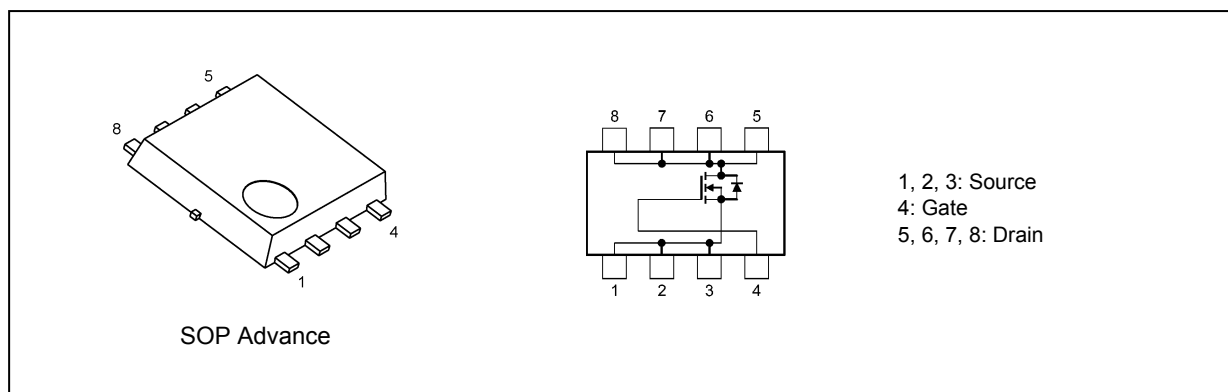 5
8
4
1
SOP Advance
8 7 6 5
1 2 3 4
1, 2, 3: Source
4: Gate
5, 6, 7, 8: Drain